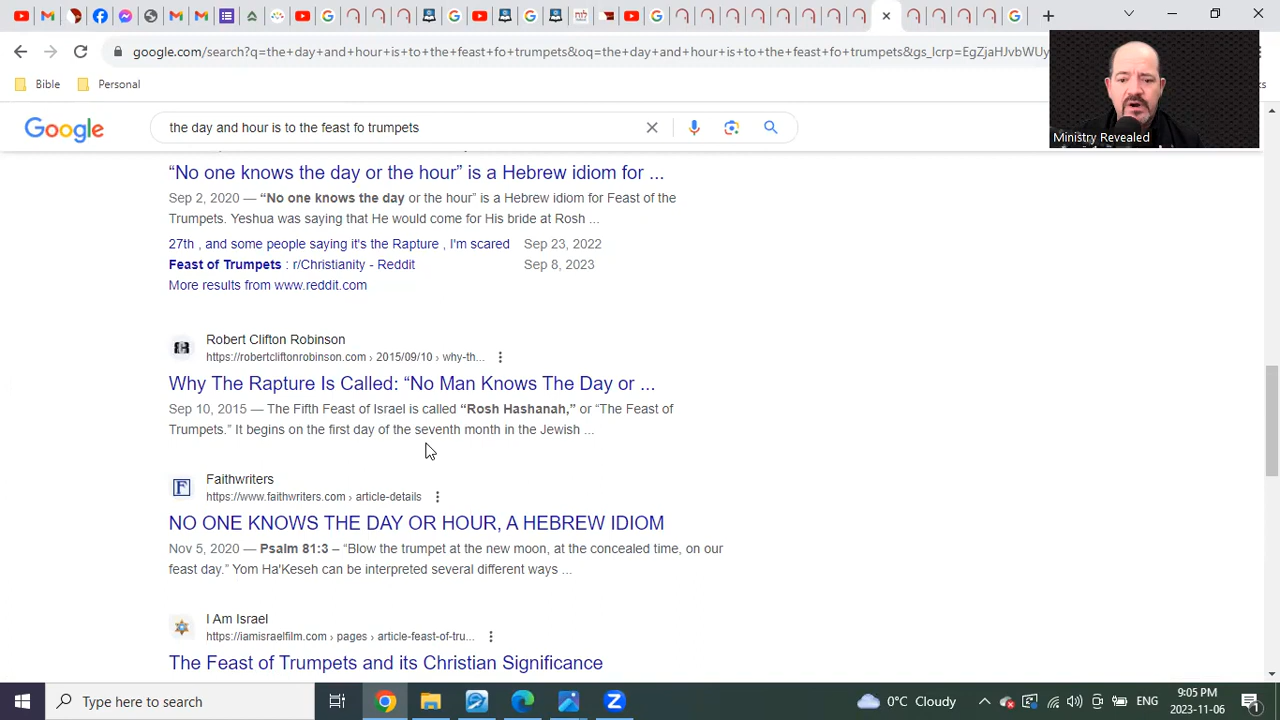 google.com/search?q=the+day+and+hour+is+to+the+feast+fo+trumpets&oq=the+day+and+hour+is+to+the+feast+fo+trumpets&gs_lcrp=EgZjaHJvbWUy
Bible
Personal
Google
the day and hour is to the feast fo trumpets
Ministry Revealed
“No one knows the day or the hour” is a Hebrew idiom for ...
Sep 2, 2020 — “No one knows the day or the hour” is a Hebrew idiom for Feast of the
Trumpets. Yeshua was saying that He would come for His bride at Rosh ...
27th , and some people saying it's the Rapture , I'm scared Sep 23, 2022
Feast of Trumpets : r/Christianity - Reddit Sep 8, 2023
More results from www.reddit.com
Robert Clifton Robinson
https://robertcliftonrobinson.com › 2015/09/10 › why-th...
Why The Rapture Is Called: “No Man Knows The Day or ...
Sep 10, 2015 — The Fifth Feast of Israel is called “Rosh Hashanah,” or “The Feast of
Trumpets.” It begins on the first day of the seventh month in the Jewish ...
Faithwriters
https://www.faithwriters.com › article-details
NO ONE KNOWS THE DAY OR HOUR, A HEBREW IDIOM
Nov 5, 2020 — Psalm 81:3 – “Blow the trumpet at the new moon, at the concealed time, on our
feast day.” Yom Ha'Keseh can be interpreted several different ways ...
I Am Israel
https://iamisraelfilm.com › pages › article-feast-of-tru...
The Feast of Trumpets and its Christian Significance
Type here to search
0°C Cloudy
ENG
9:05 PM
2023-11-06